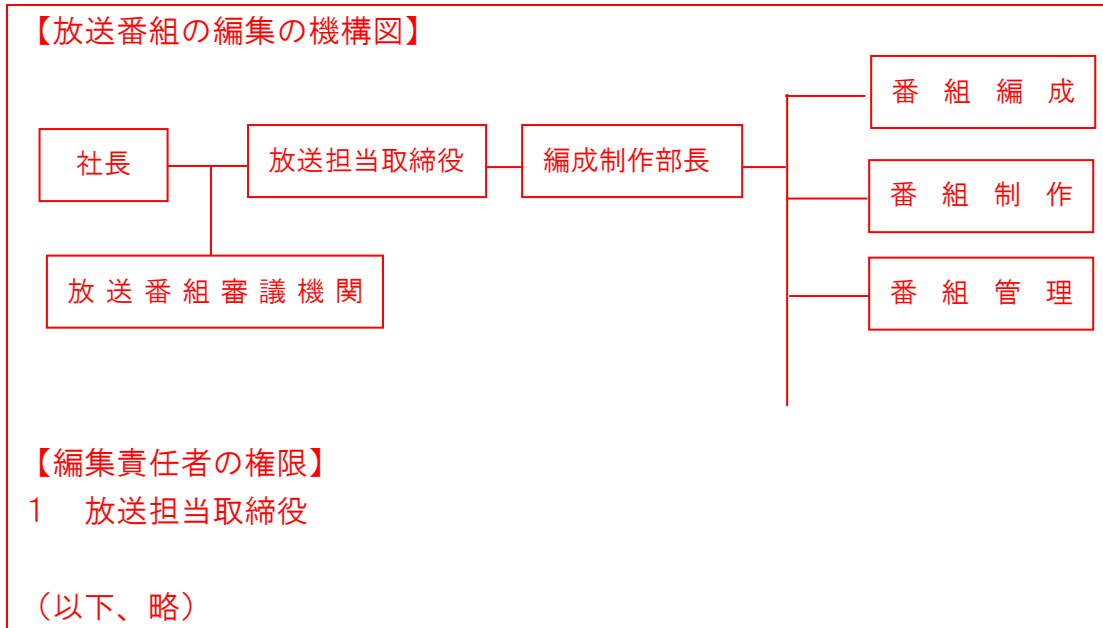 【放送番組の編集の機構図】
番組編成
社長
放送担当取締役
編成制作部長
番組制作
放送番組審議機関
番組管理
【編集責任者の権限】
1 放送担当取締役
（以下、略）